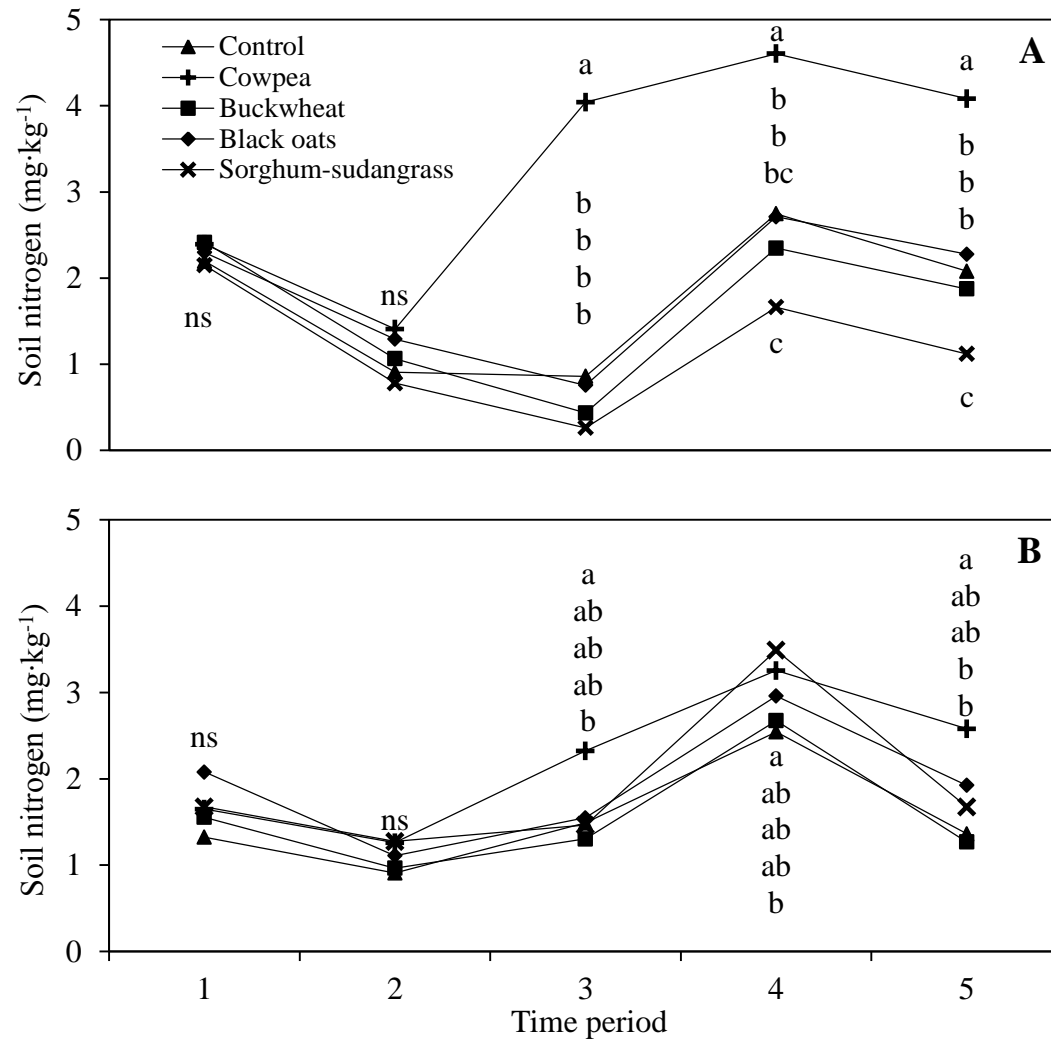 5
4
3
2
1
0
Soil nitrogen (mg·kg-1)
Control
Cowpea
Buckwheat
Black oats
Sorghum-sudangrass
A
ns
ns
a
b
b
b
b
a
b
b
bc
c
a
b
b
b
c
5
4
3
2
1
0
Soil nitrogen (mg·kg-1)
B
ns
ns
a
ab
ab
ab
b
a
ab
ab
ab
b
a
ab
ab
b
b
1 2 3 4 5
Time period